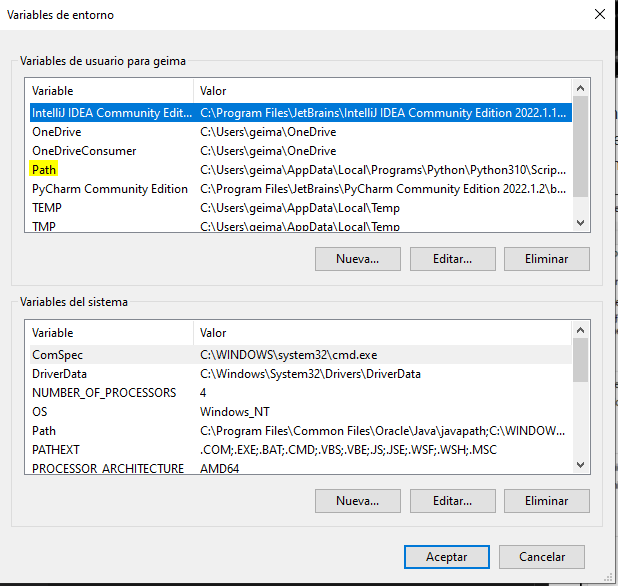 Variables de entorno
Variables de usuario para geima
Variable Valor
IntelliJ IDEA Community Edit... C:\Program Files\JetBrains\IntelliJ IDEA Community Edition 2022.1.1...
OneDrive C:\Users\geima\OneDrive
OneDriveConsumer C:\Users\geima\OneDrive
Path C:\Users\geima\AppData\Local\Programs\Python\Python310\Scrip...
PyCharm Community Edition C:\Program Files\JetBrains\PyCharm Community Edition 2022.1.2\b...
TEMP C:\Users\geima\AppData\Local\Temp
TMP C:\Users\geima\AppData\Local\Temp
Nueva... Editar... Eliminar
Variables del sistema
Variable Valor
ComSpec C:\WINDOWS\system32\cmd.exe
DriverData C:\Windows\System32\Drivers\DriverData
NUMBER_OF_PROCESSORS 4
OS Windows_NT
Path C:\Program Files\Common Files\Oracle\Java\javapath;C:\WINDOW...
PATHEXT .COM;.EXE;.BAT;.CMD;.VBS;.VBE;.JS;.JSE;.WSF;.WSH;.MSC
PROCESSOR_ARCHITECTURE AMD64
Nueva... Editar... Eliminar
Aceptar Cancelar